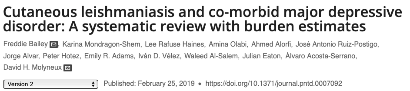 Cutaneous leishmaniasis and co-morbid major depressive
disorder: A systematic review with burden estimates
Freddie Bailey, Karina Mondragon-Shem, Lee Rafuse Haines, Amina Olabi, Ahmed Alorfi, José Antonio Ruiz-Postigo,
Jorge Alvar, Peter Hotez, Emily R. Adams, Iván D. Vélez, Waleed Al-Salem, Julian Eaton, Álvaro Acosta-Serrano,
David H. Molyneux
Version 2 Published: February 25, 2019 • https://doi.org/10.1371/journal.pntd.0007092